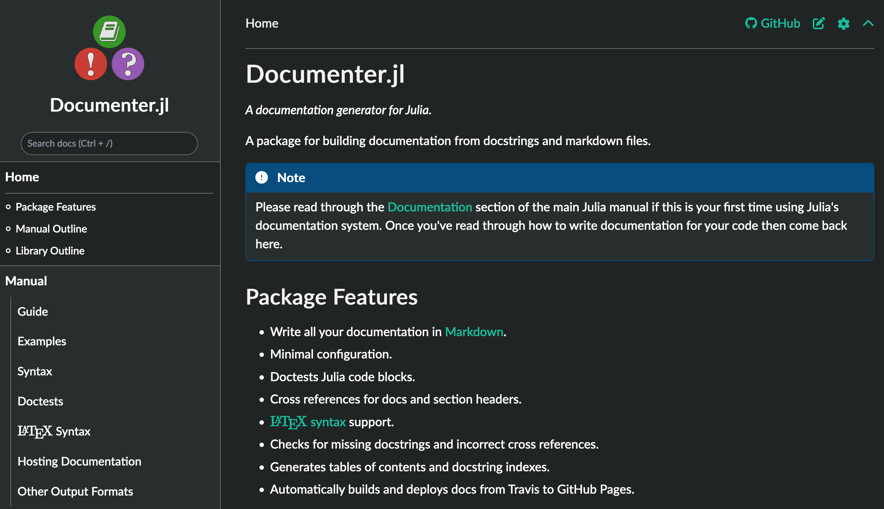 Documenter.jl
Search docs (Ctrl + /)
Home
Package Features
Manual Outline
Library Outline
Manual
Guide
Examples
Syntax
Doctests
LATEX Syntax
Hosting Documentation
Other Output Formats
Home
GitHub
Documenter.jl
A documentation generator for Julia.
A package for building documentation from docstrings and markdown files.
Note
Please read through the Documentation section of the main Julia manual if this is your first time using Julia's
documentation system. Once you've read through how to write documentation for your code then come back
here.
Package Features
Write all your documentation in Markdown.
Minimal configuration.
Doctests Julia code blocks.
Cross references for docs and section headers.
LATEX syntax support.
Checks for missing docstrings and incorrect cross references.
Generates tables of contents and docstring indexes.
Automatically builds and deploys docs from Travis to GitHub Pages.